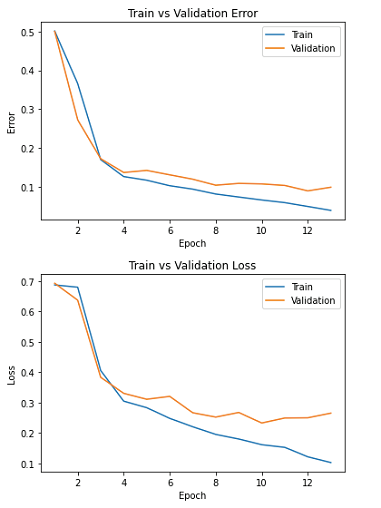 Train vs Validation Error
0.5
0.4
0.3
0.2
0.1
Error
Train
Validation
2 4 6 8 10 12
Epoch
Train vs Validation Loss
0.7
0.6
0.5
0.4
0.3
0.2
0.1
Loss
Train
Validation
2 4 6 8 10 12
Epoch